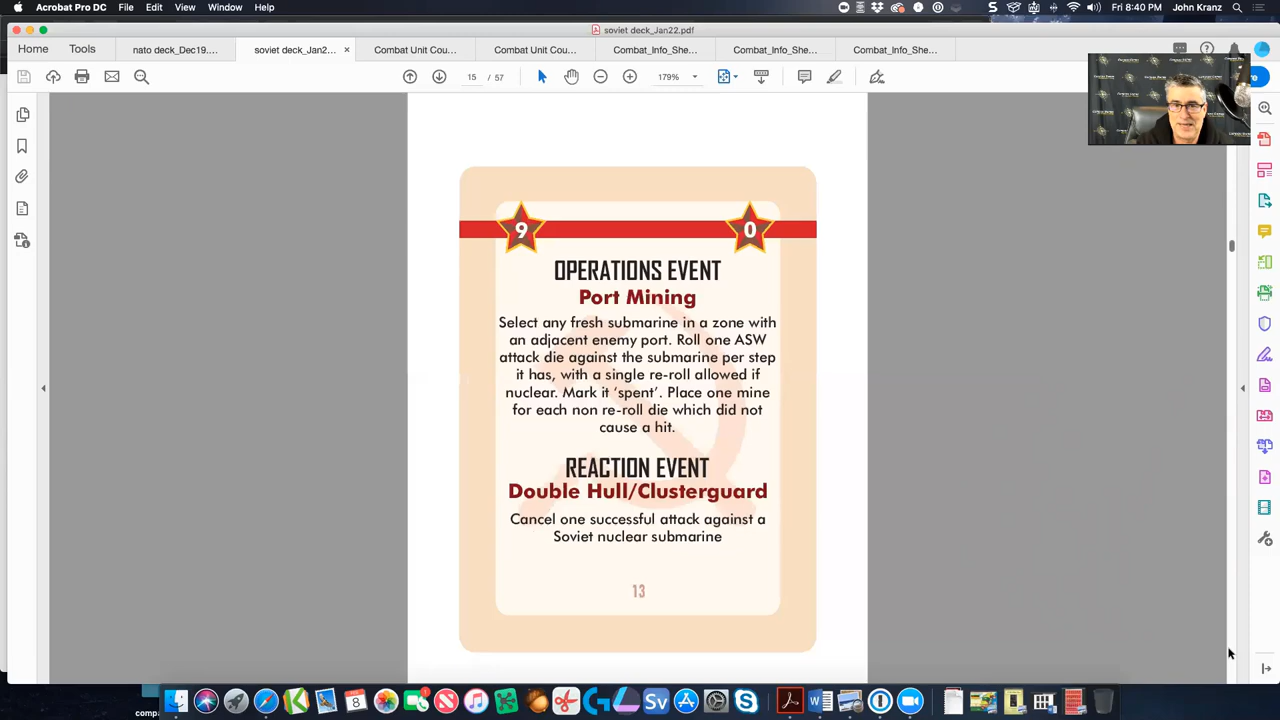 Acrobat Pro DC File Edit View Window Help
Fri 8:40 PM John Kranz
soviet deck_Jan22.pdf
Home Tools nato deck_Dec19.... soviet deck_Jan2... × Combat Unit Cou... Combat Unit Cou... Combat_Info_She... Combat_Info_She... Combat_Info_She...
15 / 57 179%
9
0
OPERATIONS EVENT
Port Mining
Select any fresh submarine in a zone with
an adjacent enemy port. Roll one ASW
attack die against the submarine per step
it has, with a single re-roll allowed if
nuclear. Mark it ‘spent’. Place one mine
for each non re-roll die which did not
cause a hit.
REACTION EVENT
Double Hull/Clusterguard
Cancel one successful attack against a
Soviet nuclear submarine
13